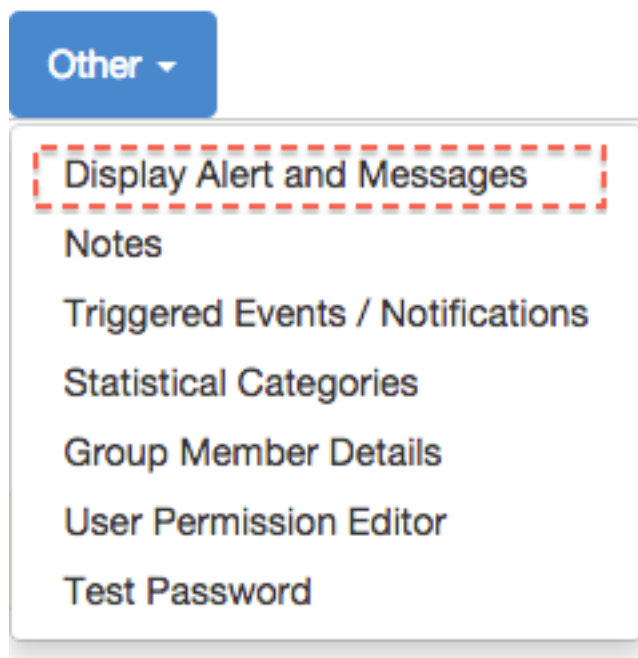 Other
Display Alert and Messages
Notes
Triggered Events / Notifications
Statistical Categories
Group Member Details
User Permission Editor
Test Password